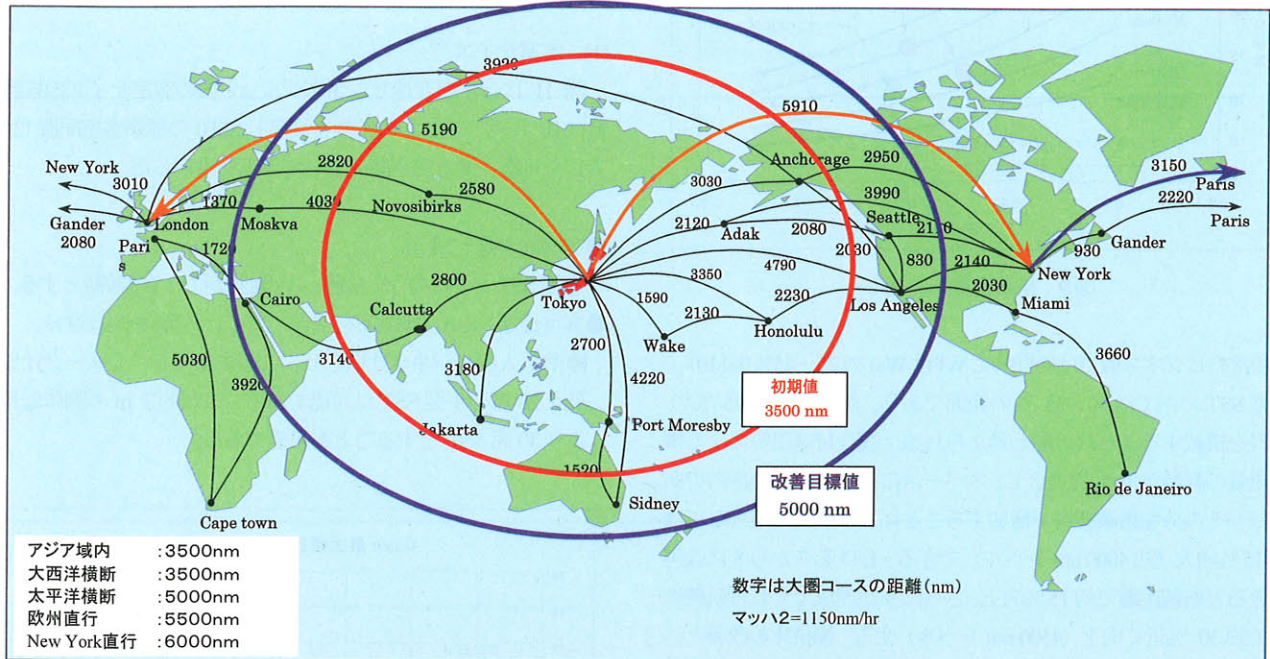 3920
5910
5190
Anchorage
2950
New York
2820
3150
3010
3030
3990
Paris
2580
2220
1370
4030
Novosibirks
Seattle
London
Moskva
2120
Adak
2080
2110
Paris
Gander
2080
Pari
s
1720
2030
830
930
Gander
4790
2140
3350
New York
2800
Tokyo
Los Angeles
2030
Cairo
Calcutta
1590
2230
Miami
2130
Honolulu
Wake
2700
3140
5030
3180
3660
3920
4220
初期値
3500 nm
Jakarta
Port Moresby
1520
改善目標値
5000 nm
Rio de Janeiro
Sidney
Cape town
アジア域内 :3500nm
大西洋横断 :3500nm
太平洋横断 :5000nm
欧州直行 :5500nm
New York直行 :6000nm
数字は大圏コースの距離(nm)
マッハ2=1150nm/hr